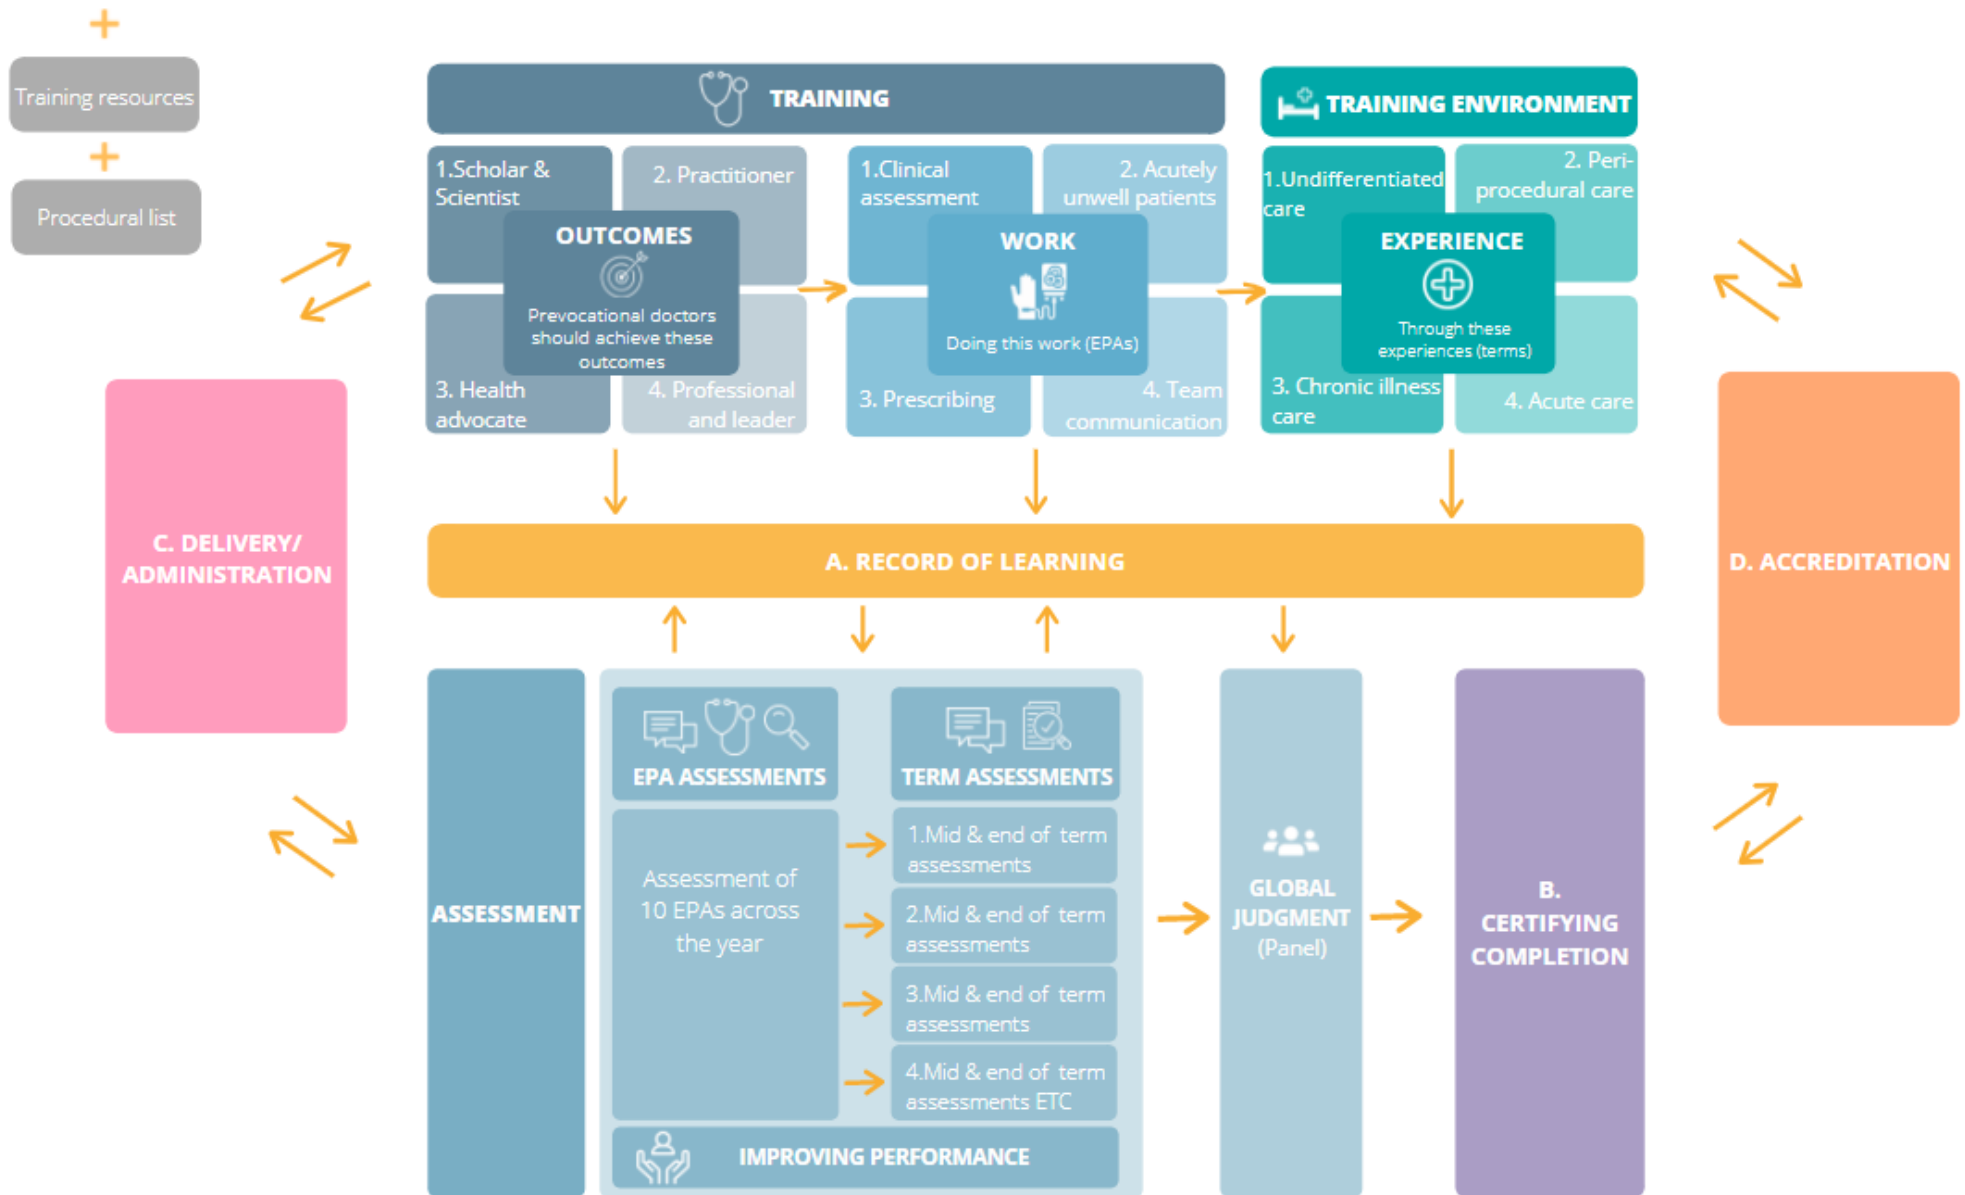 Training resources
Procedural list
TRAINING
1.Scholar &
Scientist
2. Practitioner
OUTCOMES
Prevocational doctors
should achieve these
outcomes
3. Health
advocate
4. Professional
and leader
1.Clinical
assessment
2. Acutely
unwell patients
WORK
Doing this work (EPAs)
3. Prescribing
4. Team
communication
TRAINING ENVIRONMENT
1.Undifferentiated
care
2. Peri-
procedural care
EXPERIENCE
Through these
experiences (terms)
3. Chronic illness
care
4. Acute care
C. DELIVERY/
ADMINISTRATION
A. RECORD OF LEARNING
D. ACCREDITATION
ASSESSMENT
EPA ASSESSMENTS
Assessment of
10 EPAs across
the year
TERM ASSESSMENTS
1.Mid & end of term
assessments
2.Mid & end of term
assessments
3.Mid & end of term
assessments
4.Mid & end of term
assessments ETC
IMPROVING PERFORMANCE
GLOBAL
JUDGMENT
(Panel)
B.
CERTIFYING
COMPLETION